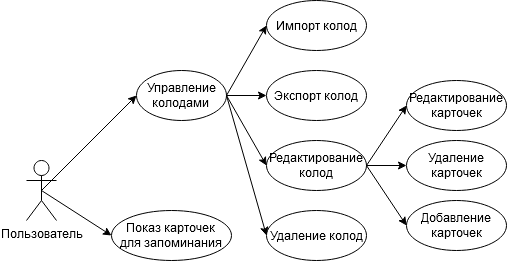 Импорт колод
Управление
колодами
Экспорт колод
Редактирование
карточек
Редактирование
колод
Удаление
карточек
Пользователь
Показ карточек
для запоминания
Удаление колод
Добавление
карточек